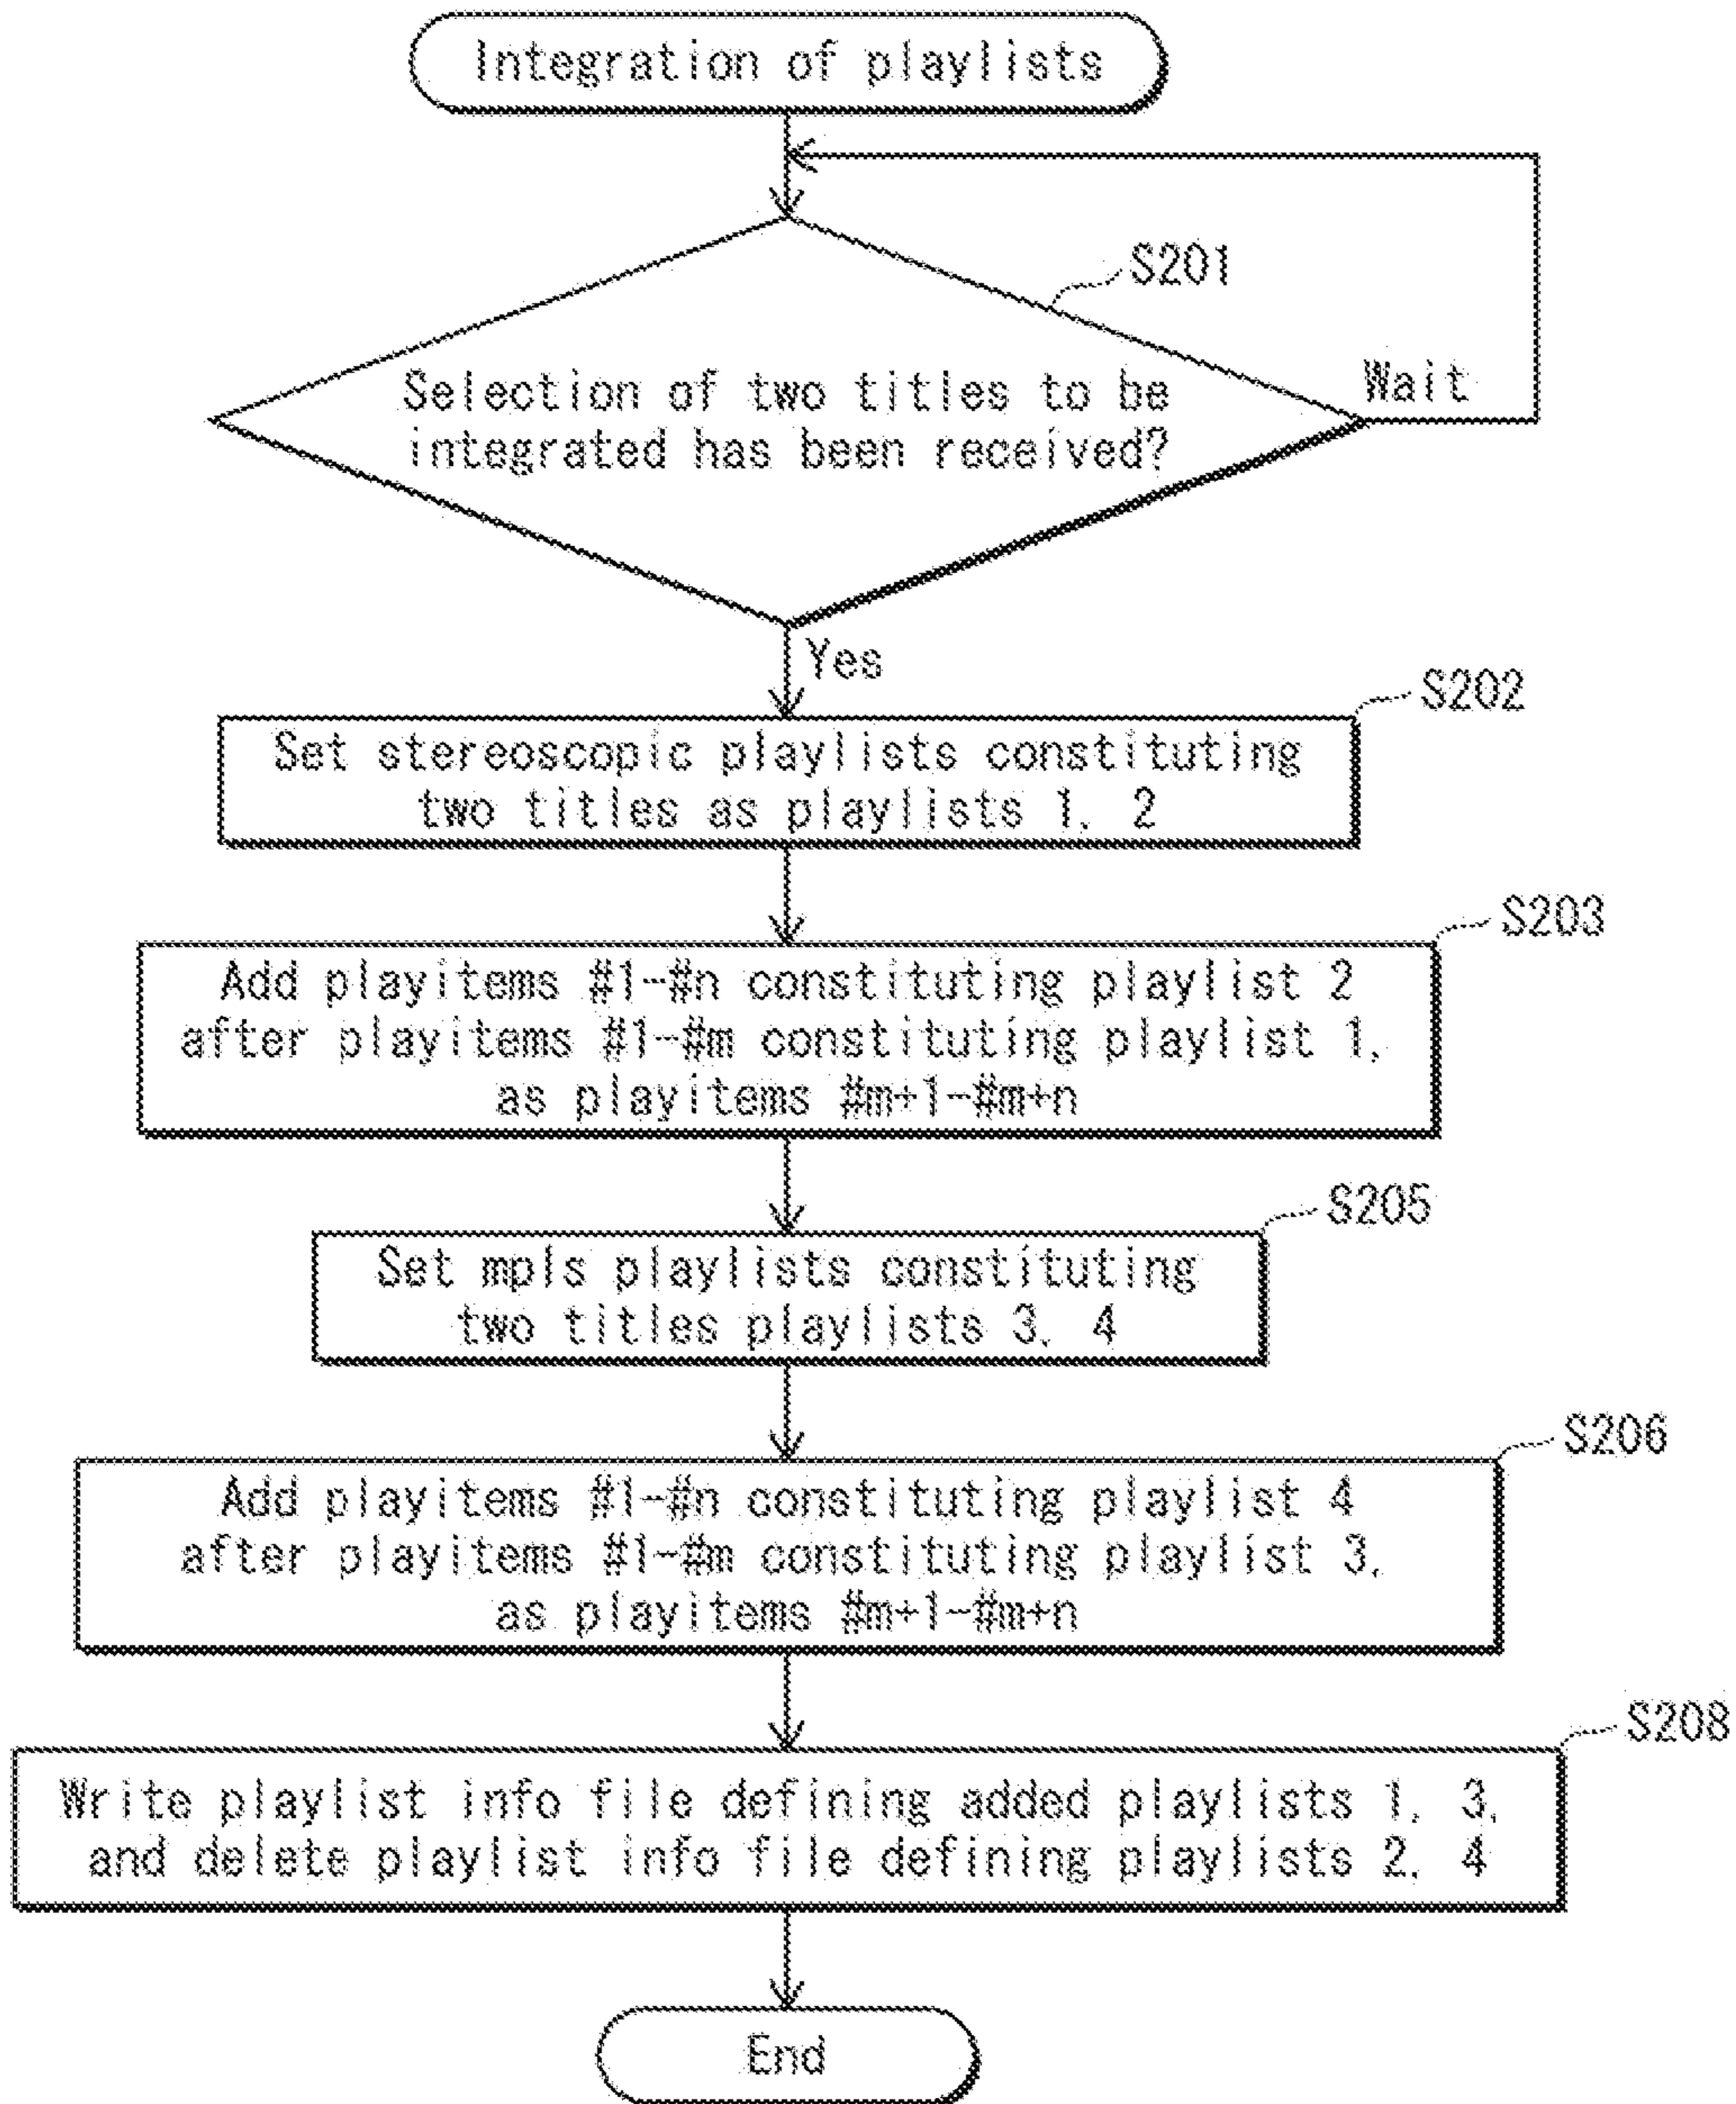 Integration of playlists
S201
Selection of two titles to be
integrated has been received?
Wait
Yes
S202
Set stereoscopic playlists constituting
two titles as playlists 1, 2
S203
Add playitems #1-#n constituting playlist 2
after playitems #1-#m constituting playlist 1,
as playitems #m+1-#m+n
S205
Set mpls playlists constituting
two titles playlists 3, 4
S206
Add playitems #1-#n constituting playlist 4
after playitems #1-#m constituting playlist 3,
as playitems #m+1-#m+n
S208
Write playlist info file defining added playlists 1, 3,
and delete playlist info file defining playlists 2, 4
End